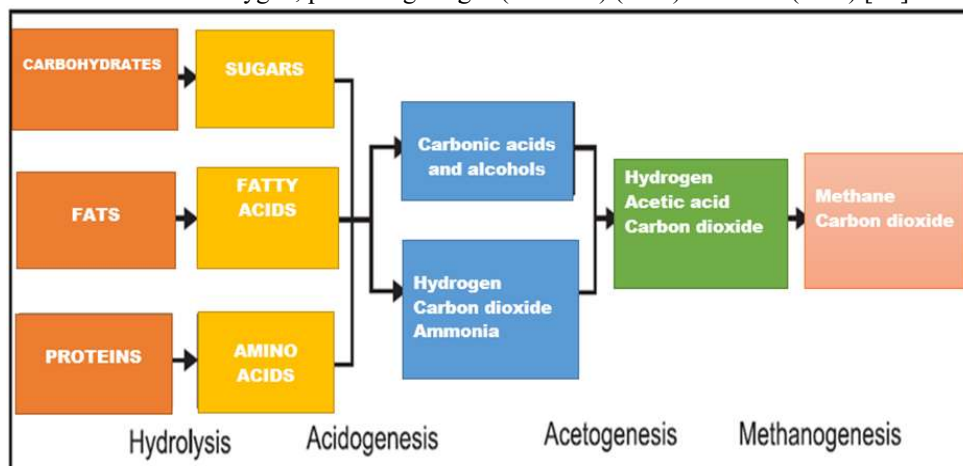 CARBOHYDRATES
SUGARS
FATS
FATTY
ACIDS
PROTEINS
AMINO
ACIDS
Carbonic acids
and alcohols
Hydrogen
Carbon dioxide
Ammonia
Hydrogen
Acetic acid
Carbon dioxide
Methane
Carbon dioxide
Hydrolysis
Acidogenesis
Acetogenesis
Methanogenesis